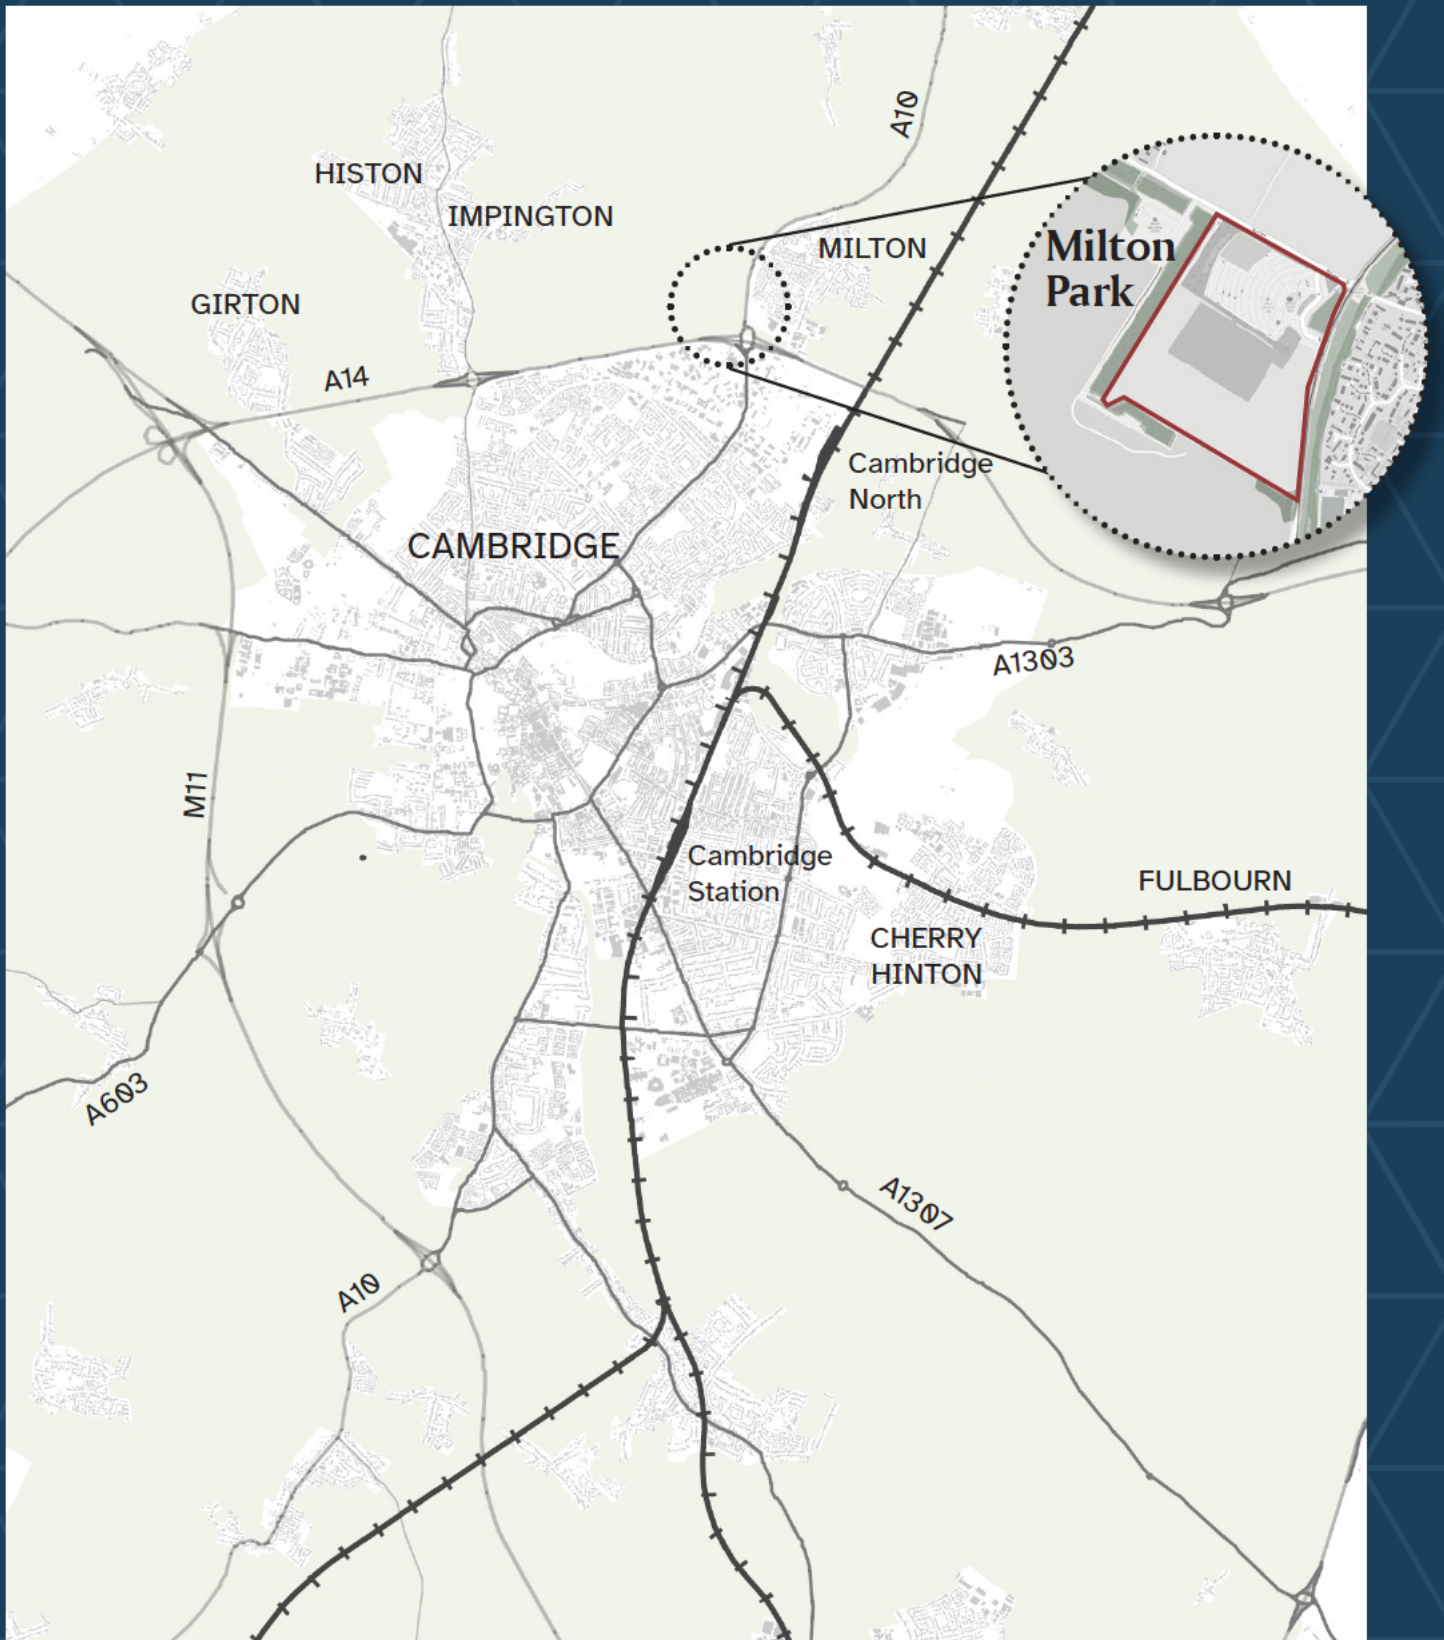 A10
HISTON
IMPINGTON
MILTON
Milton
Park
GIRTON
A14
Cambridge
North
CAMBRIDGE
A1303
M11
Cambridge
Station
FULBOURN
CHERRY
HINTON
A603
A1307
A10